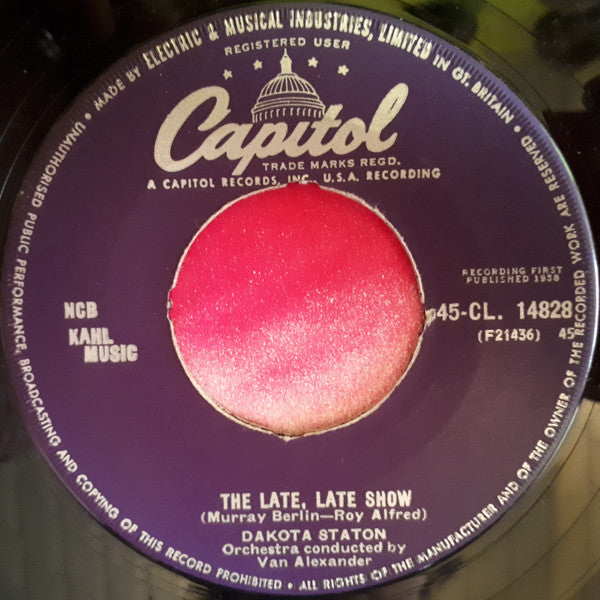 MADE BY ELECTRIC & MUSICAL INDUSTRIES, LIMITED IN GT. BRITAIN • ALL RIGHTS OF THE MANUFACTURER AND OF THE OWNER OF THE RECORDED WORK ARE RESERVED
UNAUTHORISED PUBLIC PERFORMANCE, BROADCASTING AND COPYING OF THIS RECORD PROHIBITED •
REGISTERED USER
Capitol
TRADE MARKS REGD.
A CAPITOL RECORDS, INC., U.S.A. RECORDING
RECORDING FIRST
PUBLISHED 1958
NCB
KAHL
MUSIC
45-CL. 14828
(F21436) 45
THE LATE, LATE SHOW
(Murray Berlin—Roy Alfred)
DAKOTA STATON
Orchestra conducted by
Van Alexander